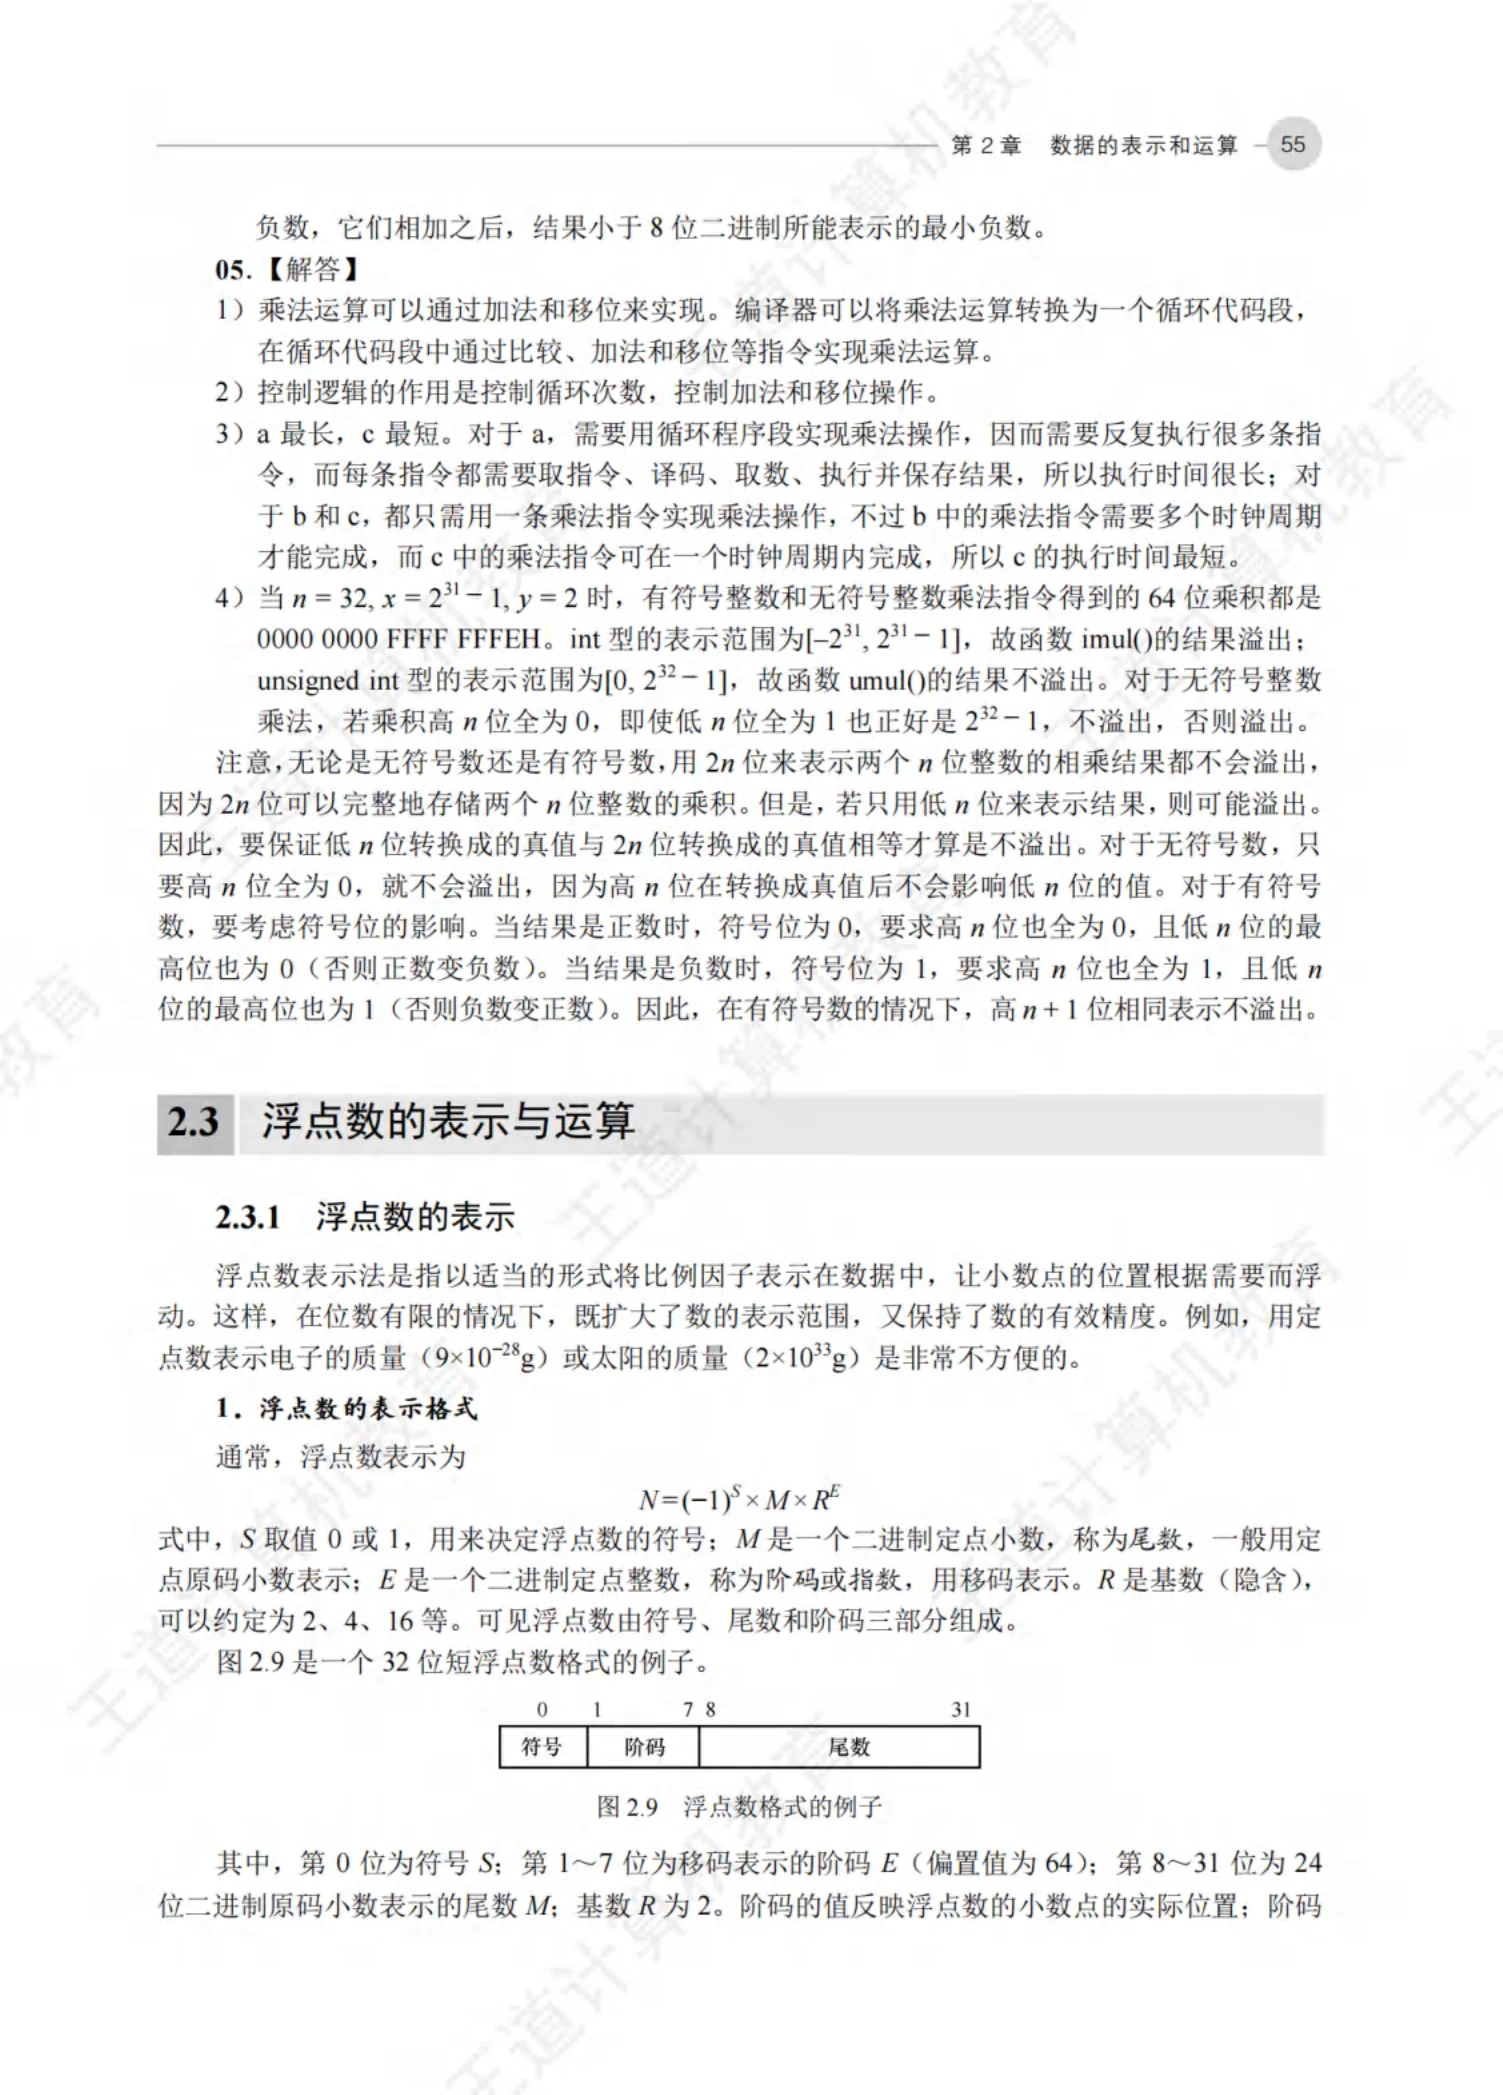 第 2 章 数据的表示和运算 55
负数，它们相加之后，结果小于 8 位二进制所能表示的最小负数。
05.【解答】
1）乘法运算可以通过加法和移位来实现。编译器可以将乘法运算转换为一个循环代码段，
在循环代码段中通过比较、加法和移位等指令实现乘法运算。
2）控制逻辑的作用是控制循环次数，控制加法和移位操作。
3）a 最长，c 最短。对于 a，需要用循环程序段实现乘法操作，因而需要反复执行很多条指
令，而每条指令都需要取指令、译码、取数、执行并保存结果，所以执行时间很长；对
于 b 和 c，都只需用一条乘法指令实现乘法操作，不过 b 中的乘法指令需要多个时钟周期
才能完成，而 c 中的乘法指令可在一个时钟周期内完成，所以 c 的执行时间最短。
4）当 n = 32, x = 2³¹ − 1, y = 2 时，有符号整数和无符号整数乘法指令得到的 64 位乘积都是
0000 0000 FFFF FFFEH。int 型的表示范围为[−2³¹, 2³¹ − 1]，故函数 imul()的结果溢出；
unsigned int 型的表示范围为[0, 2³² − 1]，故函数 umul()的结果不溢出。对于无符号整数
乘法，若乘积高 n 位全为 0，即使低 n 位全为 1 也正好是 2³² − 1，不溢出，否则溢出。
注意，无论是无符号数还是有符号数，用 2n 位来表示两个 n 位整数的相乘结果都不会溢出，
因为 2n 位可以完整地存储两个 n 位整数的乘积。但是，若只用低 n 位来表示结果，则可能溢出。
因此，要保证低 n 位转换成的真值与 2n 位转换成的真值相等才算是不溢出。对于无符号数，只
要高 n 位全为 0，就不会溢出，因为高 n 位在转换成真值后不会影响低 n 位的值。对于有符号
数，要考虑符号位的影响。当结果是正数时，符号位为 0，要求高 n 位也全为 0，且低 n 位的最
高位也为 0（否则正数变负数）。当结果是负数时，符号位为 1，要求高 n 位也全为 1，且低 n
位的最高位也为 1（否则负数变正数）。因此，在有符号数的情况下，高 n + 1 位相同表示不溢出。
2.3 浮点数的表示与运算
2.3.1 浮点数的表示
浮点数表示法是指以适当的形式将比例因子表示在数据中，让小数点的位置根据需要而浮
动。这样，在位数有限的情况下，既扩大了数的表示范围，又保持了数的有效精度。例如，用定
点数表示电子的质量（9×10⁻²⁸g）或太阳的质量（2×10³³g）是非常不方便的。
1．浮点数的表示格式
通常，浮点数表示为
N=(−1)^S × M × R^E
式中，S 取值 0 或 1，用来决定浮点数的符号；M 是一个二进制定点小数，称为尾数，一般用定
点原码小数表示；E 是一个二进制定点整数，称为阶码或指数，用移码表示。R 是基数（隐含），
可以约定为 2、4、16 等。可见浮点数由符号、尾数和阶码三部分组成。
图 2.9 是一个 32 位短浮点数格式的例子。
0 1 7 8 31
符号 阶码 尾数
图 2.9 浮点数格式的例子
其中，第 0 位为符号 S；第 1～7 位为移码表示的阶码 E（偏置值为 64）；第 8～31 位为 24
位二进制原码小数表示的尾数 M；基数 R 为 2。阶码的值反映浮点数的小数点的实际位置；阶码
王道计算机教育